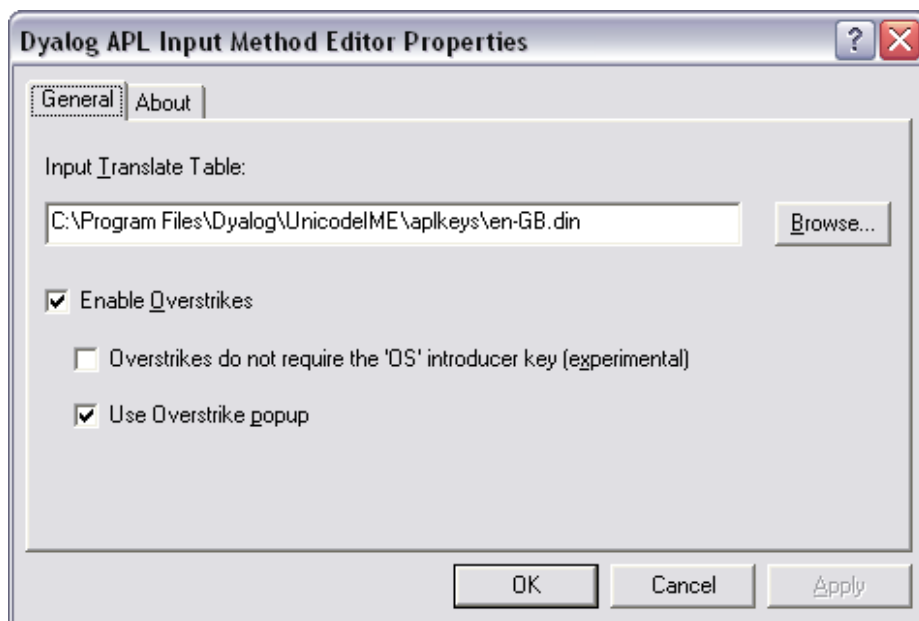 Dyalog APL Input Method Editor Properties
?
General About
Input Translate Table:
C:\Program Files\Dyalog\UnicodeIME\aplkeys\en-GB.din Browse...
Enable Overstrikes
Overstrikes do not require the 'OS' introducer key (experimental)
Use Overstrike popup
OK Cancel Apply